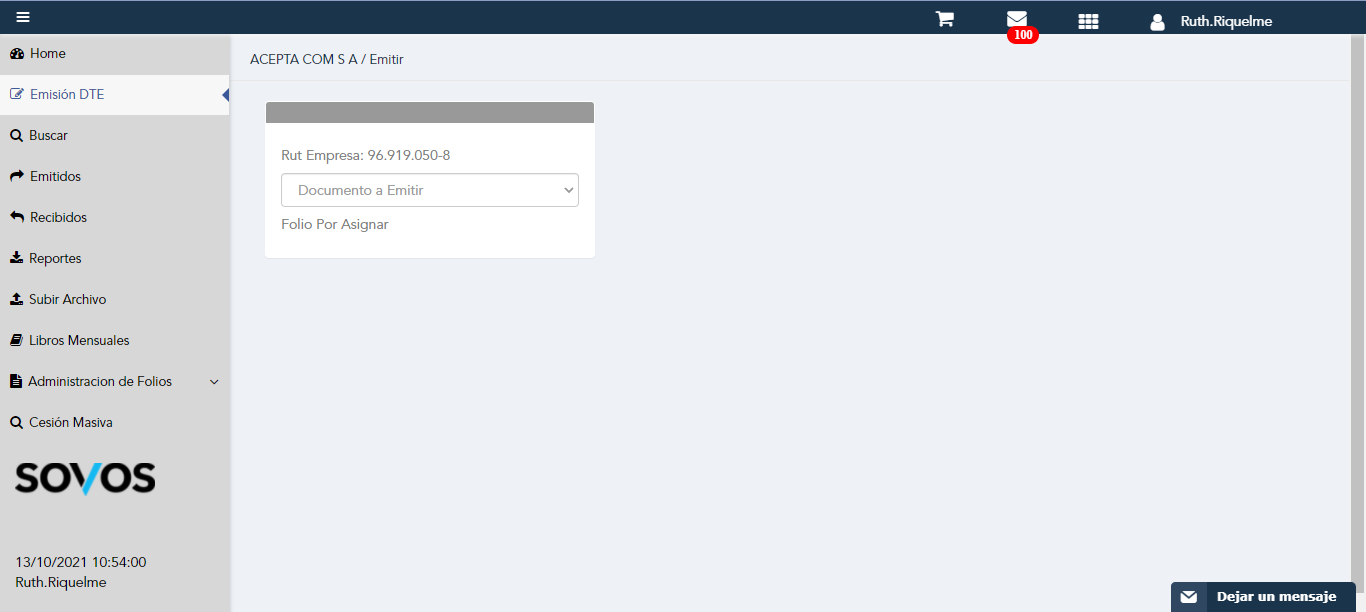 100
Ruth.Riquelme
Home
Emisión DTE
Buscar
Emitidos
Recibidos
Reportes
Subir Archivo
Libros Mensuales
Administracion de Folios
Cesión Masiva
SOVOS
13/10/2021 10:54:00
Ruth.Riquelme
ACEPTA COM S A / Emitir
Rut Empresa: 96.919.050-8
Documento a Emitir
Folio Por Asignar
Dejar un mensaje